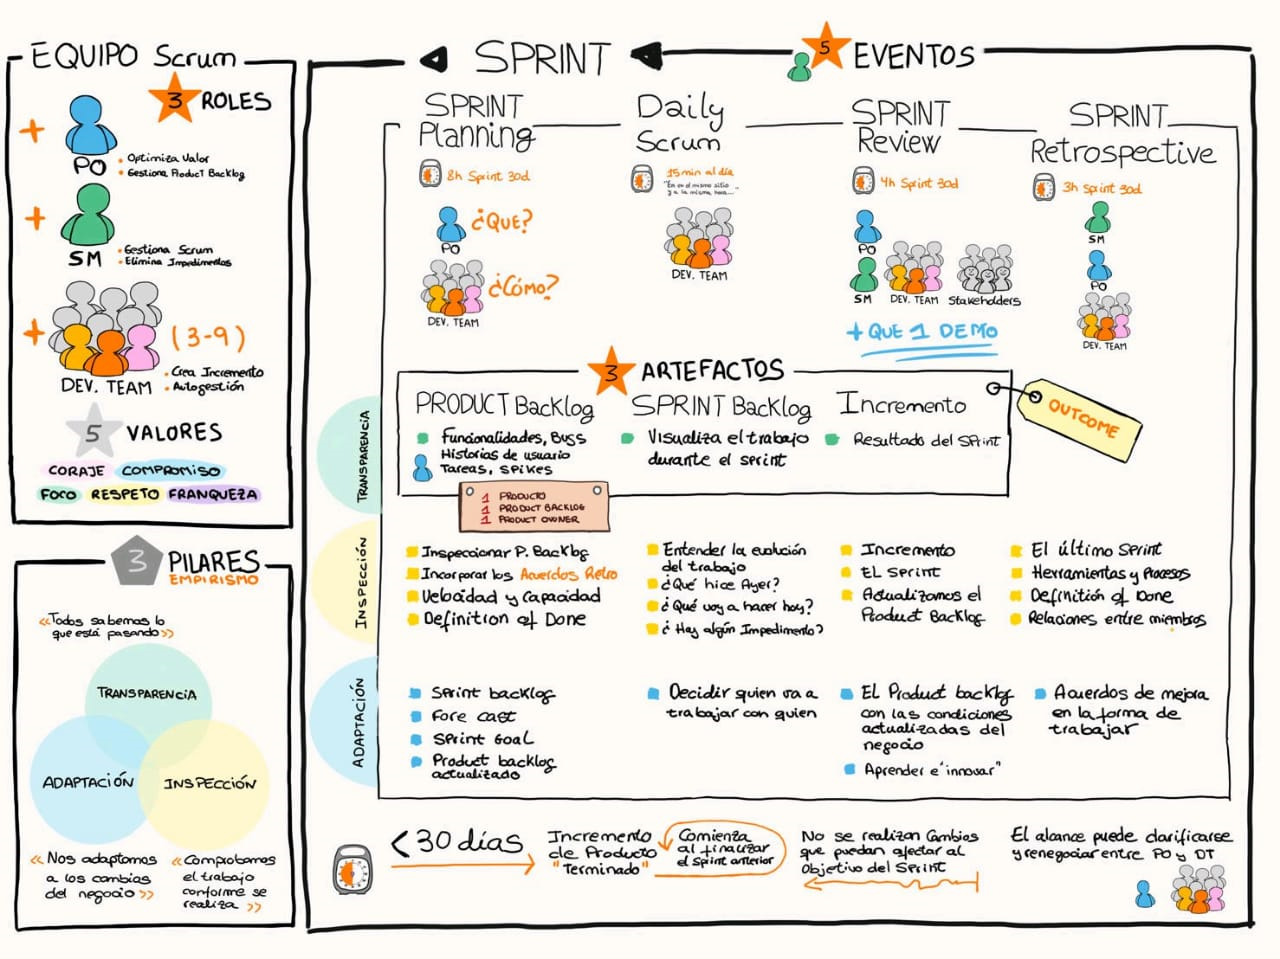 EQUIPO Scrum
3 ROLES
+
PO
• Optimiza Valor
• Gestiona Product Backlog
+
SM
• Gestiona Scrum
• Elimina Impedimentos
+
(3-9)
DEV. TEAM
• Crea Incremento
• Autogestión
5 VALORES
CORAJE COMPROMISO
FOCO RESPETO FRANQUEZA
3 PILARES
EMPIRISMO
«Todos sabemos lo
que está pasando»
TRANSPARENCIA
ADAPTACIÓN
INSPECCIÓN
«Nos adaptamos
a los cambios
del negocio»
«Comprobamos
el trabajo
conforme se
realiza»
SPRINT
5 EVENTOS
SPRINT
Planning
8h Sprint 30d
¿QUE?
PO
¿Cómo?
DEV. TEAM
Daily
Scrum
15min al día
"En el mismo sitio
y a la misma hora..."
DEV. TEAM
SPRINT
Review
4h Sprint 30d
PO
SM
DEV. TEAM
Stakeholders
+ QUE 1 DEMO
SPRINT
Retrospective
3h Sprint 30d
SM
PO
DEV. TEAM
3 ARTEFACTOS
PRODUCT Backlog
Funcionalidades, Bugs
Historias de usuario
Tareas, Spikes
1 PRODUCTO
1 PRODUCT BACKLOG
1 PRODUCT OWNER
SPRINT Backlog
Visualiza el trabajo
durante el sprint
Incremento
Resultado del Sprint
OUTCOME
TRANSPARENCIA
INSPECCIÓN
Inspeccionar P. Backlog
Incorporar los Acuerdos Retro
Velocidad y Capacidad
Definition of Done
Entender la evolución
del trabajo
¿Qué hice Ayer?
¿Qué voy a hacer hoy?
¿Hay algún Impedimento?
Incremento
EL Sprint
Actualizamos el
Product Backlog
El último Sprint
Herramientas y Procesos
Definition of Done
Relaciones entre miembros
ADAPTACIÓN
Sprint backlog
Fore cast
Sprint Goal
Product backlog
actualizado
Decidir quien va a
trabajar con quien
El Product backlog
con las condiciones
actualizadas del
negocio
Aprender e "innovar"
Acuerdos de mejora
en la forma de
trabajar
< 30 días
Incremento
de Producto
"Terminado"
Comienza
al finalizar
el Sprint anterior
No se realizan Cambios
que puedan afectar al
Objetivo del Sprint
El alcance puede clarificarse
y renegociar entre PO y DT